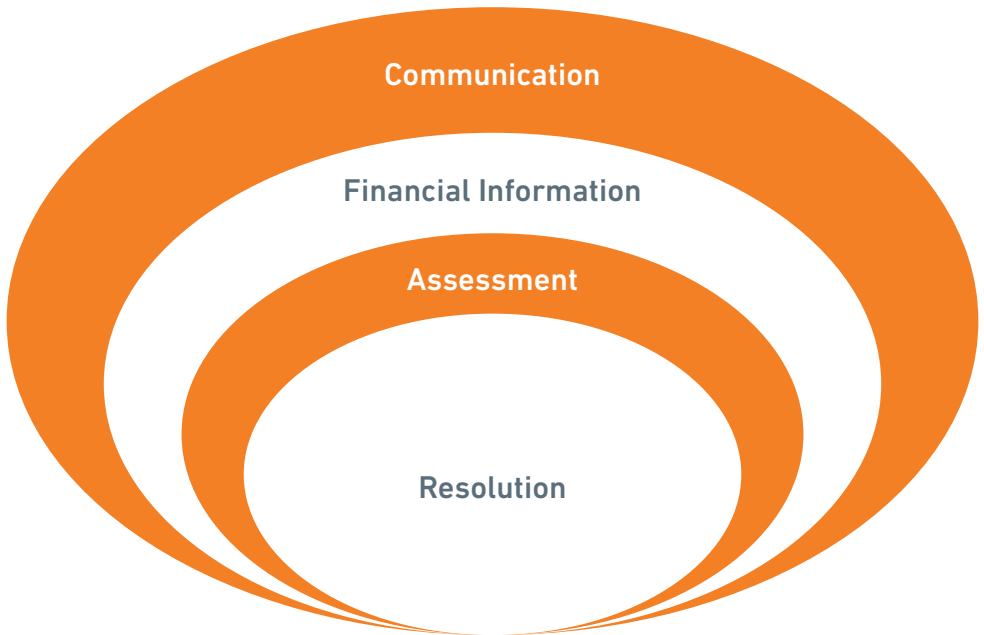 Communication
Financial Information
Assessment
Resolution